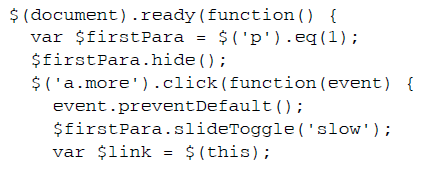 $(document).ready(function() {
  var $firstPara = $('p').eq(1);
  $firstPara.hide();
  $('a.more').click(function(event) {
    event.preventDefault();
    $firstPara.slideToggle('slow');
    var $link = $(this);